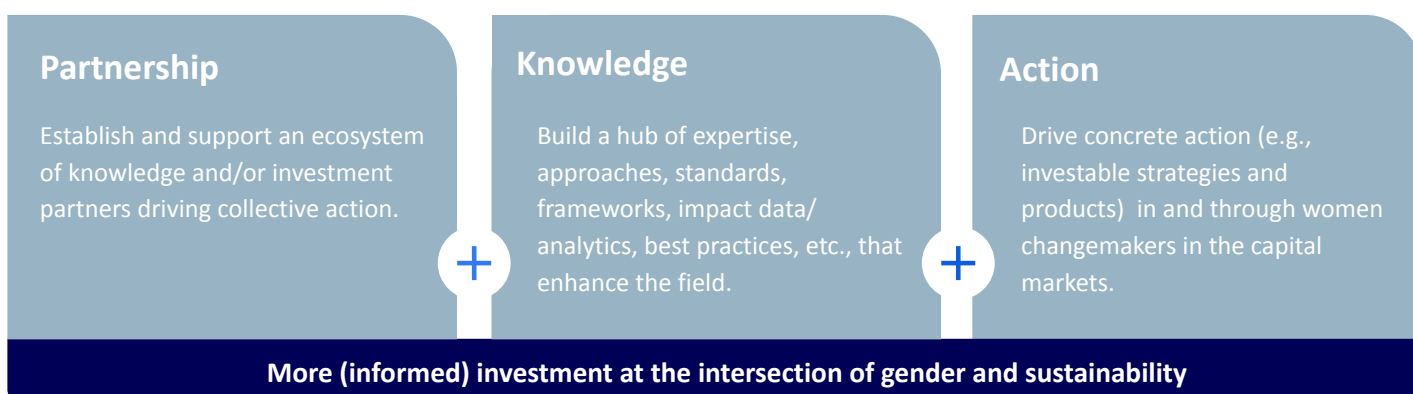 Partnership
Establish and support an ecosystem
of knowledge and/or investment
partners driving collective action.
+
Knowledge
Build a hub of expertise,
approaches, standards,
frameworks, impact data/
analytics, best practices, etc., that
enhance the field.
+
Action
Drive concrete action (e.g.,
investable strategies and
products)  in and through women
changemakers in the capital
markets.
More (informed) investment at the intersection of gender and sustainability